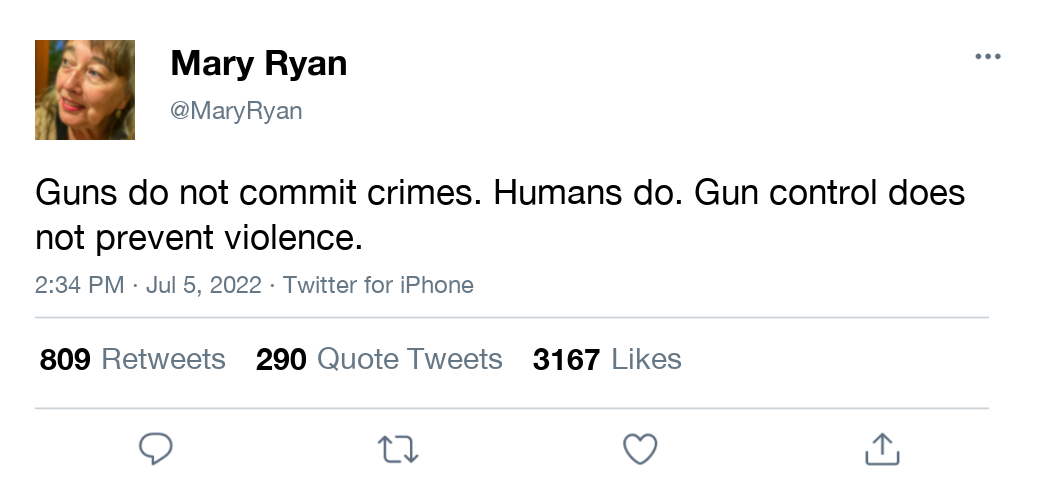 Mary Ryan
@MaryRyan
Guns do not commit crimes. Humans do. Gun control does
not prevent violence.
2:34 PM · Jul 5, 2022 · Twitter for iPhone
809 Retweets 290 Quote Tweets 3167 Likes